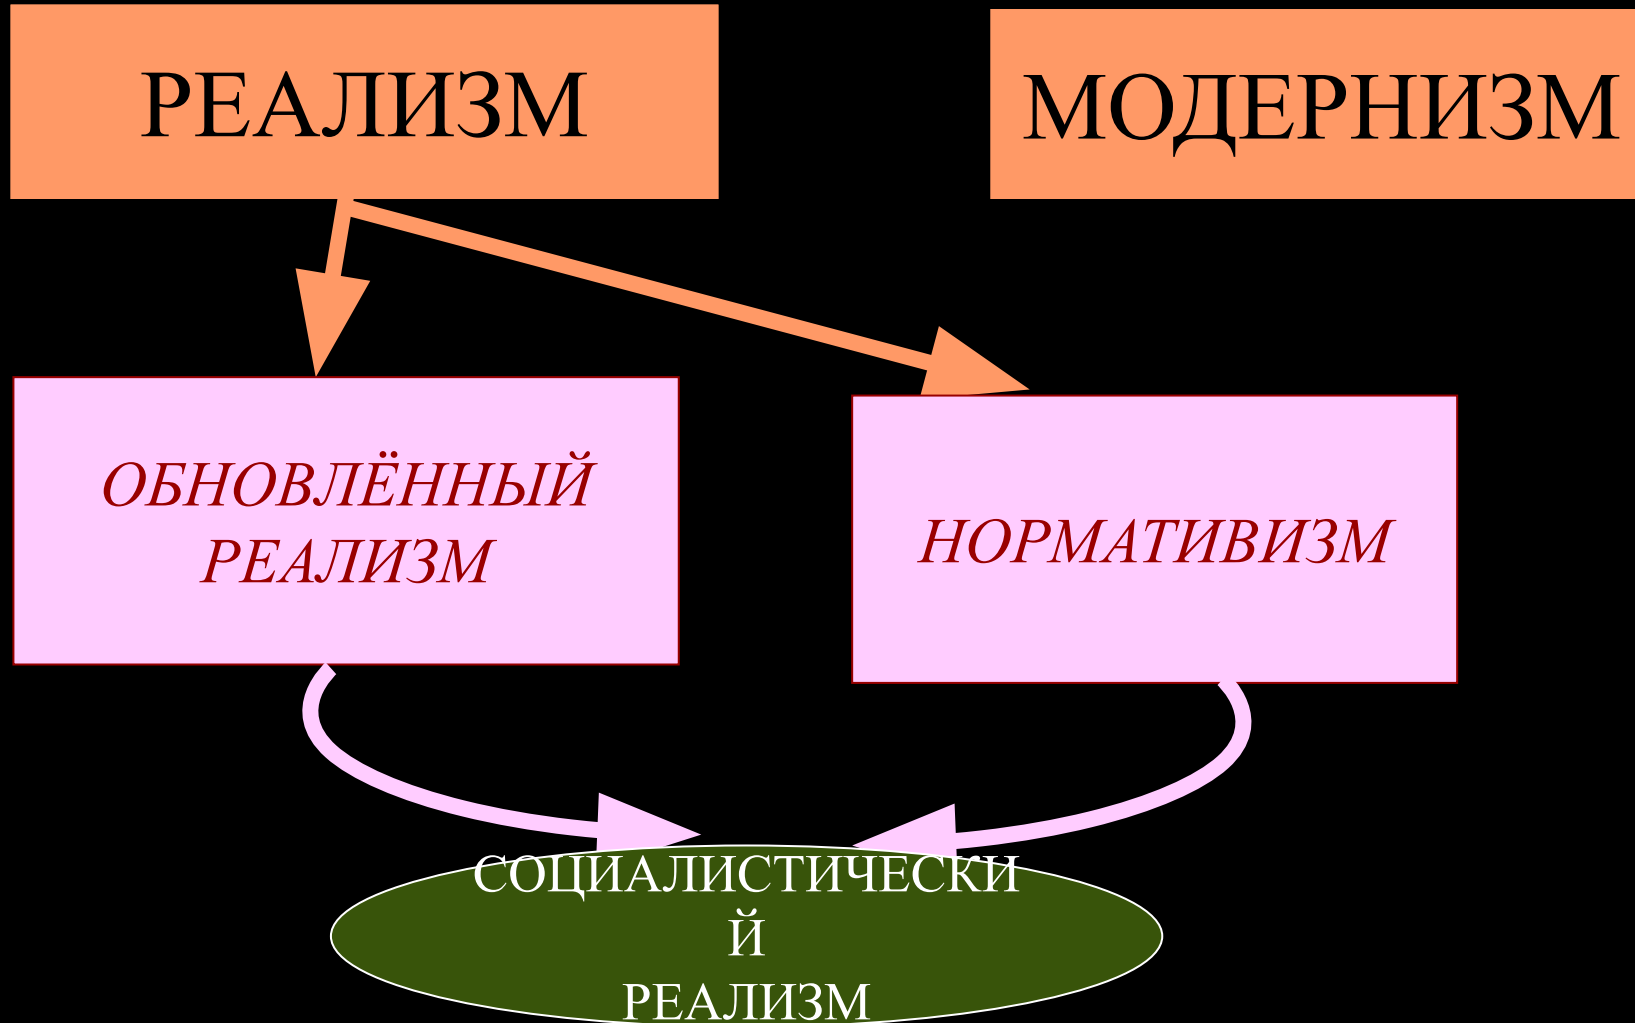 РЕАЛИЗМ
МОДЕРНИЗМ
ОБНОВЛЁННЫЙ
РЕАЛИЗМ
НОРМАТИВИЗМ
СОЦИАЛИСТИЧЕСКИ
Й
РЕАЛИЗМ